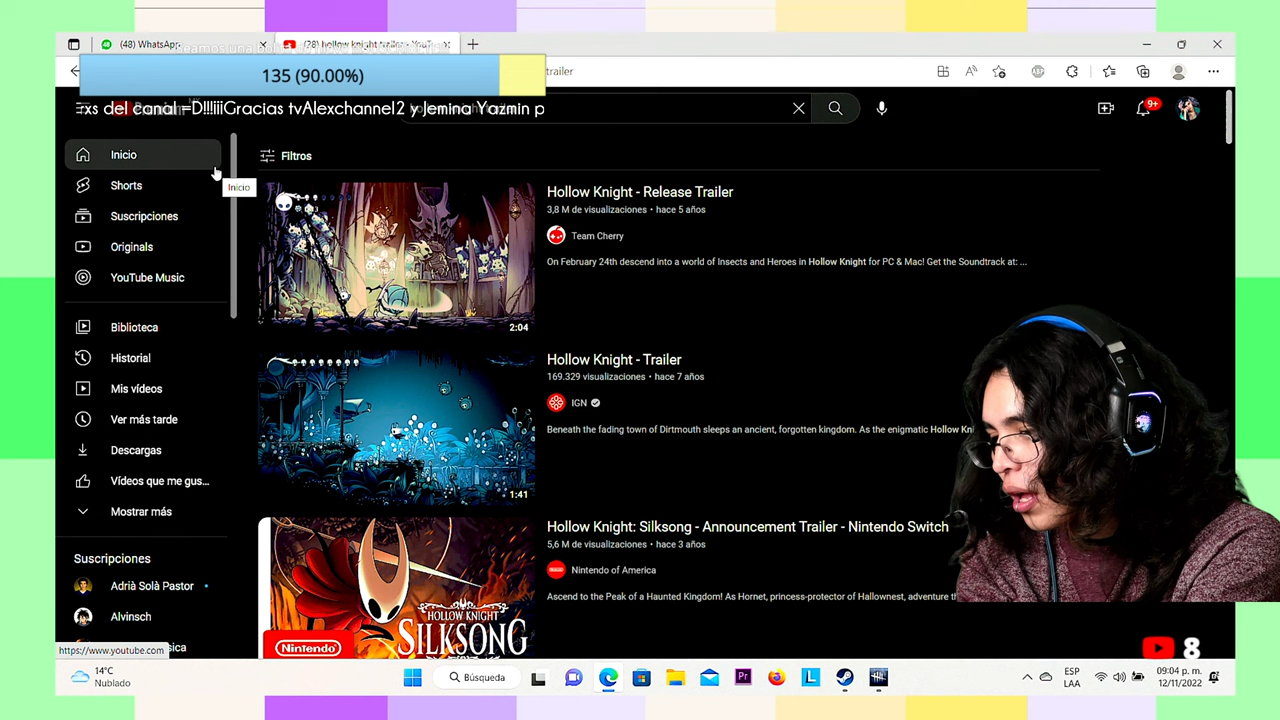 (48) WhatsApp
(28) hollow knight trailer - YouTube
135 (90.00%)
trailer
rxs del canal =D!!!iiiGracias tvAlexchannel2 y Jemina Yazmin p
9+
Inicio
Inicio
Shorts
Suscripciones
Originals
YouTube Music
Biblioteca
Historial
Mis vídeos
Ver más tarde
Descargas
Vídeos que me gus...
Mostrar más
Suscripciones
Adrià Solà Pastor
Alvinsch
https://www.youtube.com
Filtros
Hollow Knight - Release Trailer
3,8 M de visualizaciones • hace 5 años
Team Cherry
On February 24th descend into a world of Insects and Heroes in Hollow Knight for PC & Mac! Get the Soundtrack at: ...
2:04
Hollow Knight - Trailer
169.329 visualizaciones • hace 7 años
IGN
Beneath the fading town of Dirtmouth sleeps an ancient, forgotten kingdom. As the enigmatic Hollow Kn
1:41
Hollow Knight: Silksong - Announcement Trailer - Nintendo Switch
5,6 M de visualizaciones • hace 3 años
Nintendo of America
Ascend to the Peak of a Haunted Kingdom! As Hornet, princess-protector of Hallownest, adventure th
HOLLOW KNIGHT
SILKSONG
Nintendo
8
14°C
Nublado
Búsqueda
Pr
L
ESP
LAA
09:04 p. m.
12/11/2022